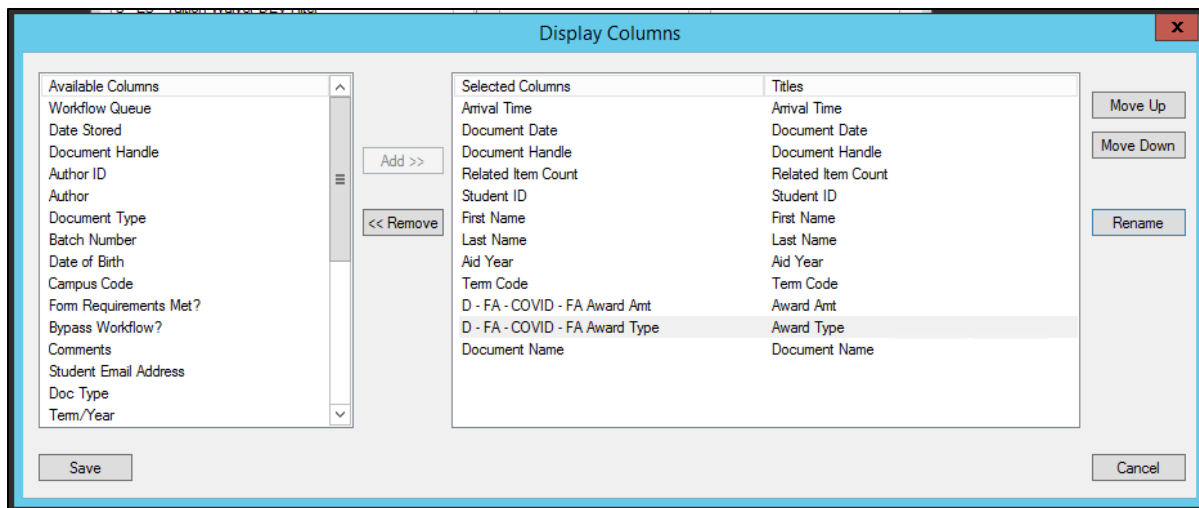 Display Columns
x
Available Columns
Workflow Queue
Date Stored
Document Handle
Author ID
Author
Document Type
Batch Number
Date of Birth
Campus Code
Form Requirements Met?
Bypass Workflow?
Comments
Student Email Address
Doc Type
Term/Year
Add >>
<< Remove
Selected Columns Titles
Arrival Time Arrival Time
Document Date Document Date
Document Handle Document Handle
Related Item Count Related Item Count
Student ID Student ID
First Name First Name
Last Name Last Name
Aid Year Aid Year
Term Code Term Code
D - FA - COVID - FA Award Amt Award Amt
D - FA - COVID - FA Award Type Award Type
Document Name Document Name
Move Up
Move Down
Rename
Save
Cancel